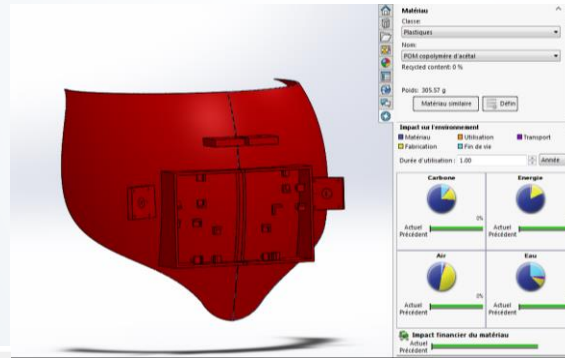 Matériau
Classe:
Plastiques
Nom:
POM copolymère d'acétal
Recycled content: 0 %
Poids: 305.57 g
Matériau similaire
Défin
Impact sur l'environnement
Matériau Utilisation Transport
Fabrication Fin de vie
Durée d'utilisation : 1.00 Année
Carbone Energie
0%
Actuel Actuel
Précédent Précédent
Air Eau
0%
Actuel Actuel
Précédent Précédent
Impact financier du matériau
Actuel
Précédent